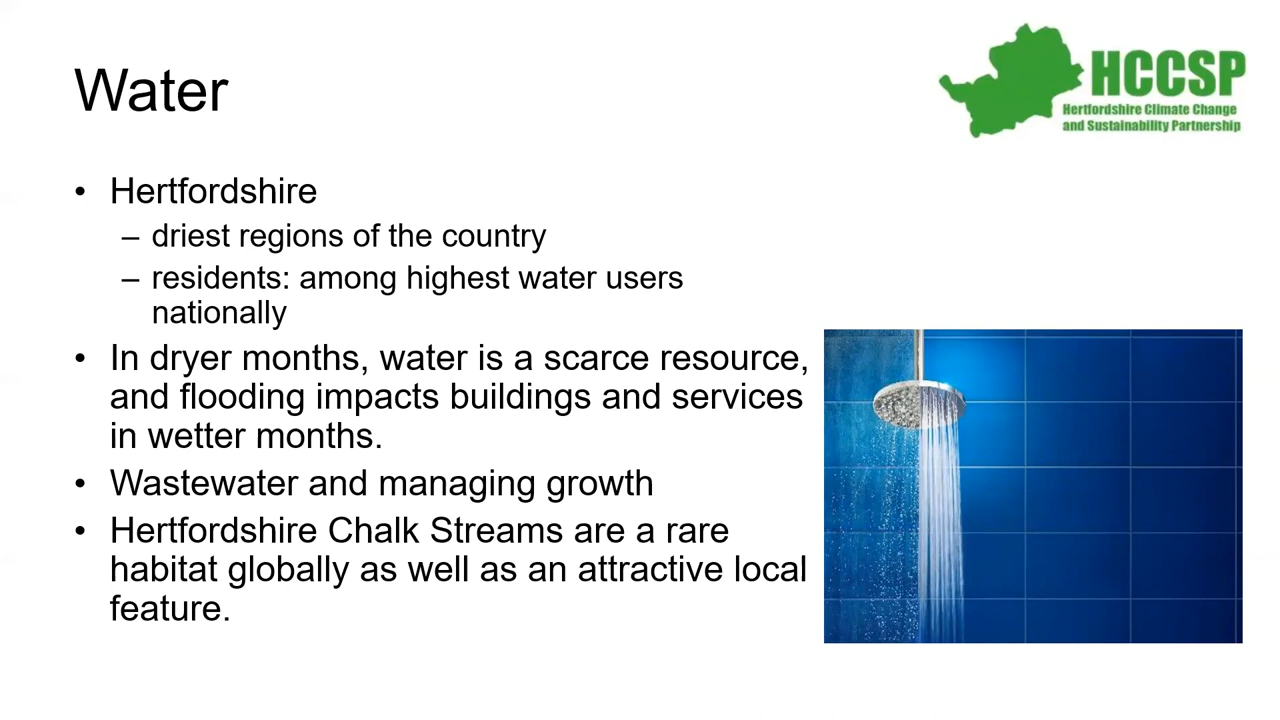 Water
HCCSP
Hertfordshire Climate Change
and Sustainability Partnership
• Hertfordshire
– driest regions of the country
– residents: among highest water users
nationally
• In dryer months, water is a scarce resource,
and flooding impacts buildings and services
in wetter months.
• Wastewater and managing growth
• Hertfordshire Chalk Streams are a rare
habitat globally as well as an attractive local
feature.